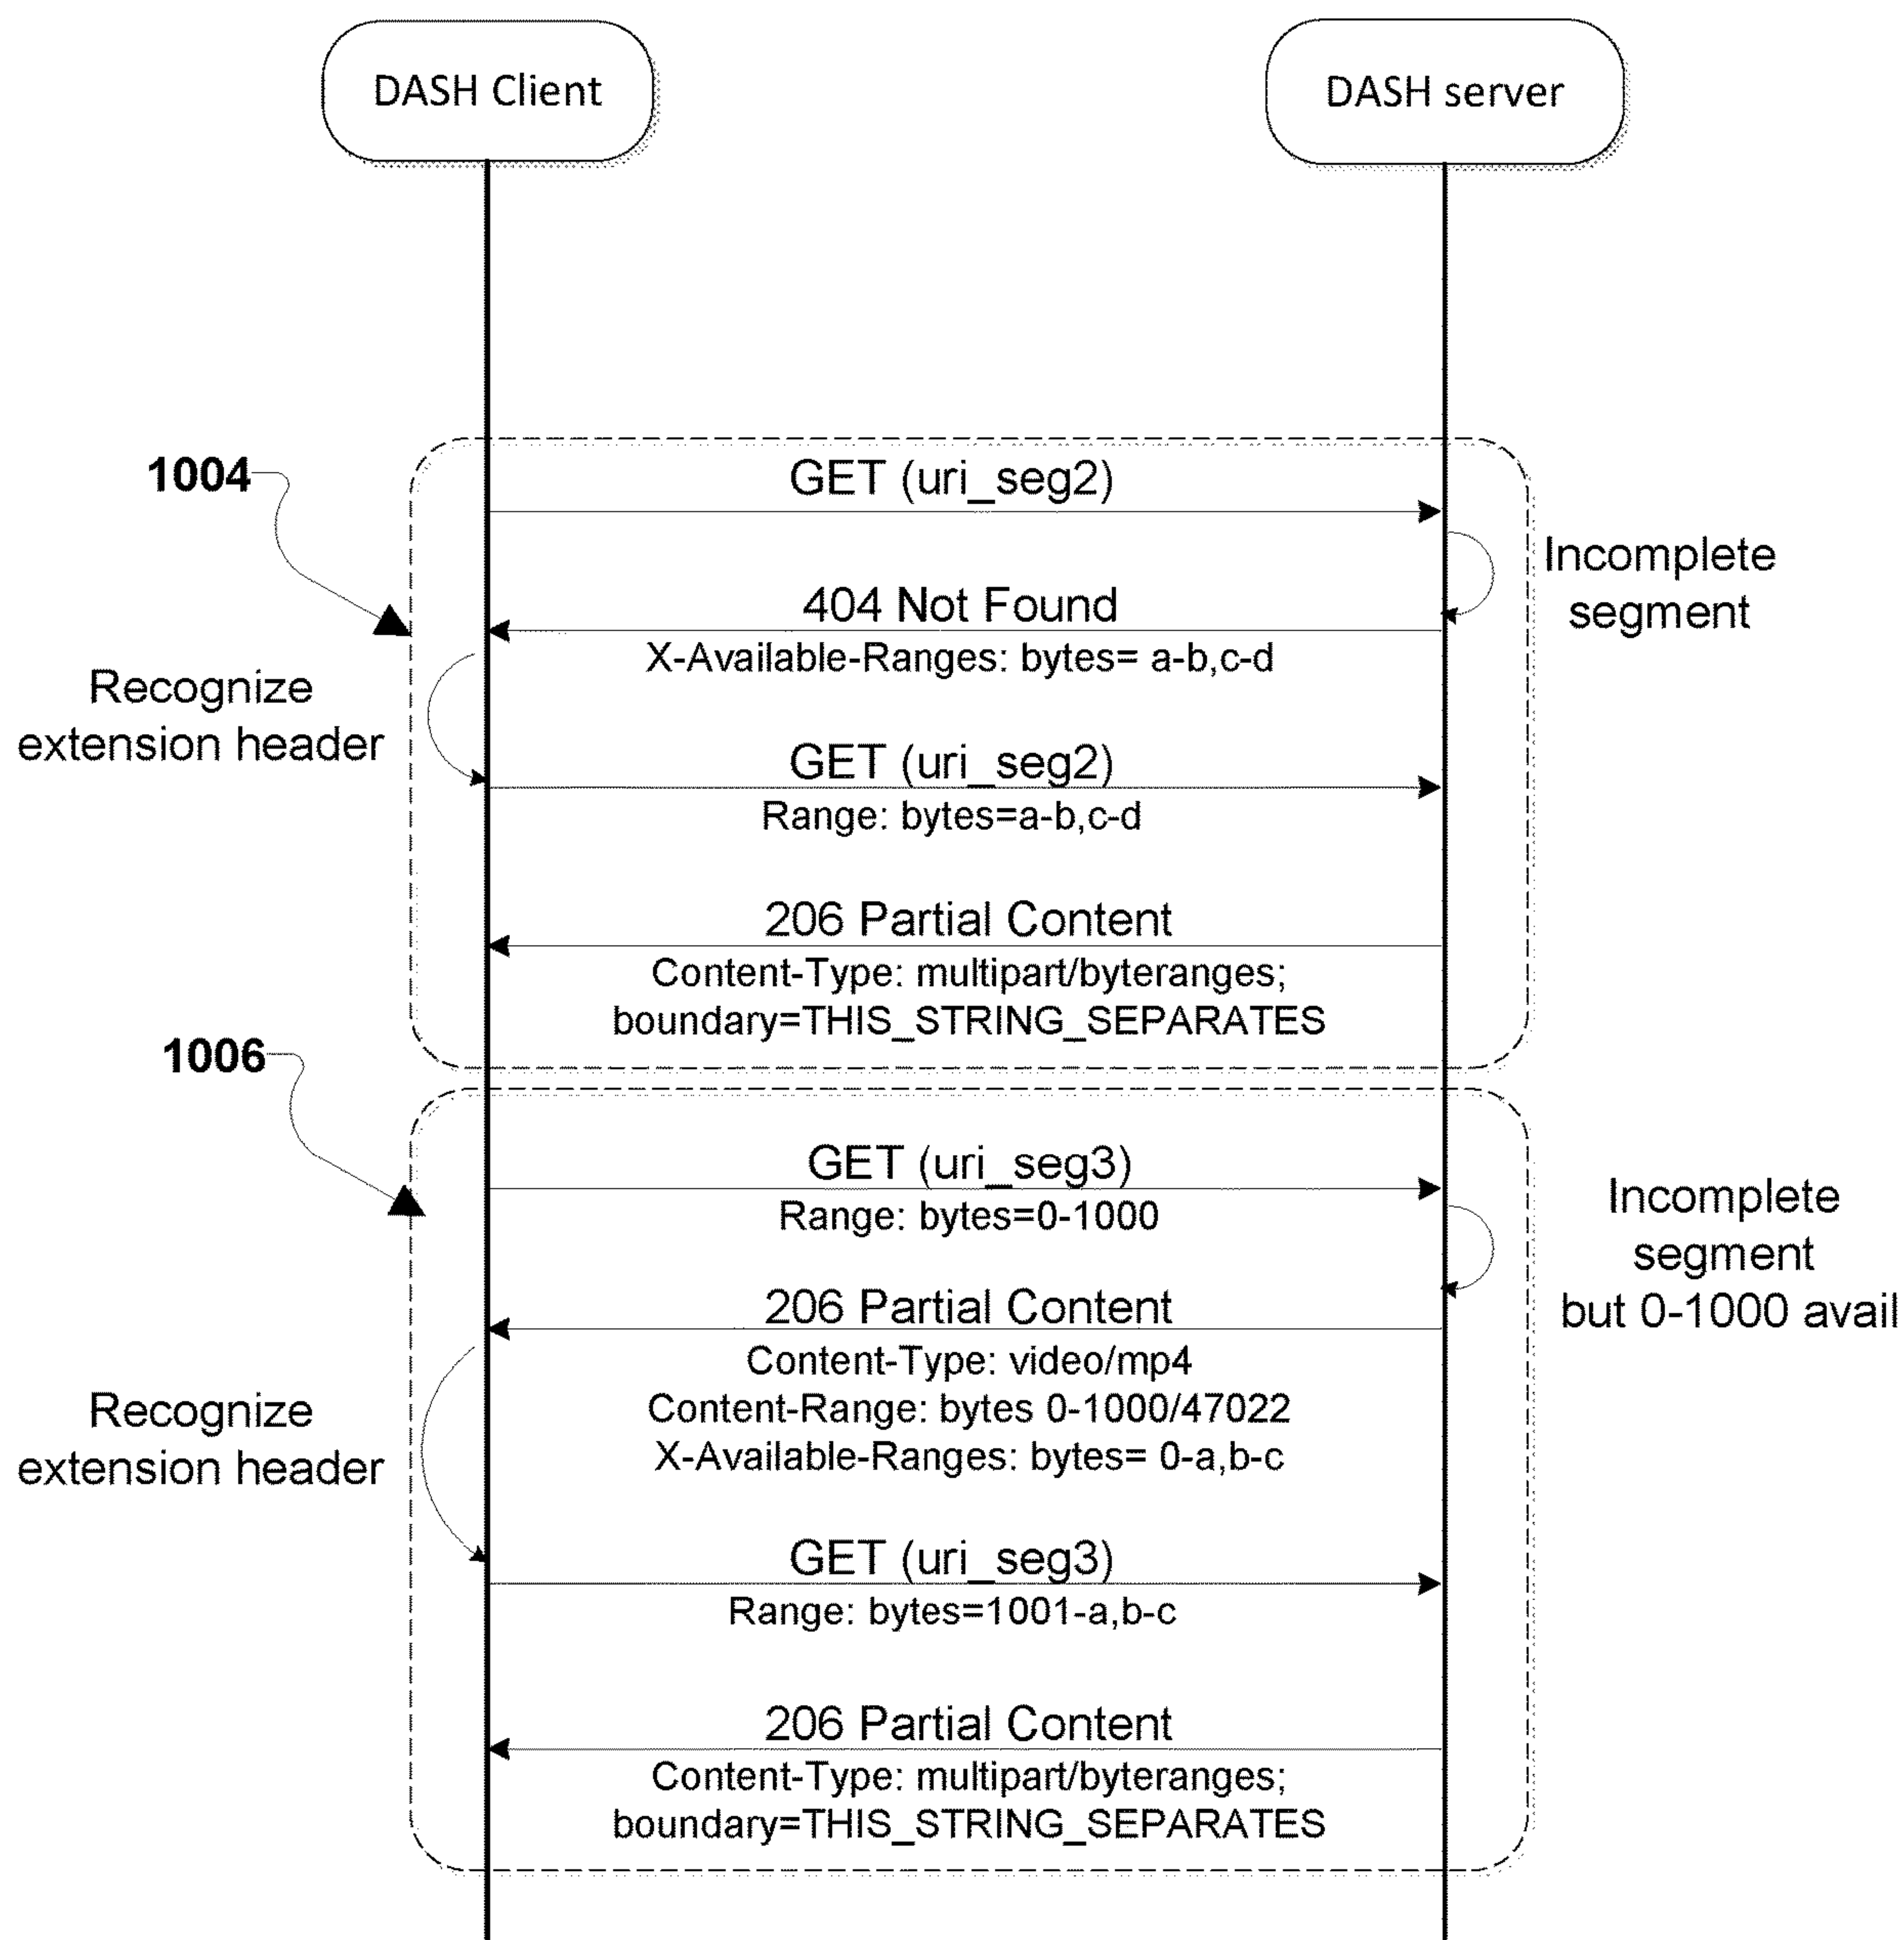 DASH Client
DASH server
1004
GET (uri_seg2)
Incomplete
segment
404 Not Found
X-Available-Ranges: bytes= a-b,c-d
Recognize
extension header
GET (uri_seg2)
Range: bytes=a-b,c-d
206 Partial Content
Content-Type: multipart/byteranges;
boundary=THIS_STRING_SEPARATES
1006
GET (uri_seg3)
Range: bytes=0-1000
Incomplete
segment
but 0-1000 avail
206 Partial Content
Content-Type: video/mp4
Content-Range: bytes 0-1000/47022
X-Available-Ranges: bytes= 0-a,b-c
Recognize
extension header
GET (uri_seg3)
Range: bytes=1001-a,b-c
206 Partial Content
Content-Type: multipart/byteranges;
boundary=THIS_STRING_SEPARATES